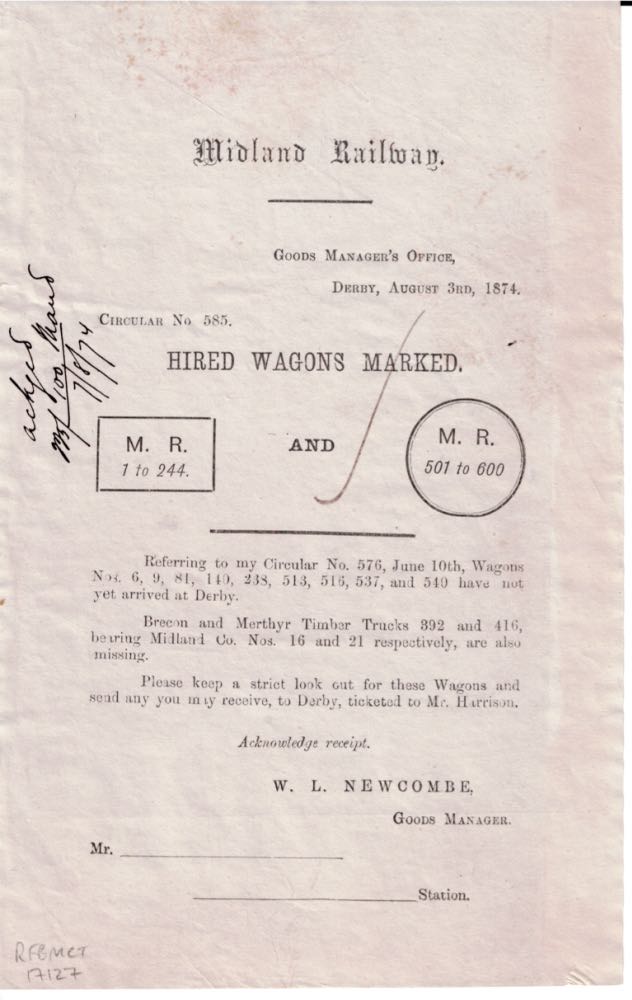 Midland Railway.
Goods Manager's Office,
Derby, August 3rd, 1874.
Circular No 585.
HIRED WAGONS MARKED.
M. R.
1 to 244.
AND
M. R.
501 to 600
Referring to my Circular No. 576, June 10th, Wagons
Nos. 6, 9, 81, 140, 238, 513, 516, 537, and 540 have not
yet arrived at Derby.
Brecon and Merthyr Timber Trucks 392 and 416,
bearing Midland Co. Nos. 16 and 21 respectively, are also
missing.
Please keep a strict look out for these Wagons and
send any you may receive, to Derby, ticketed to Mr. Harrison.
Acknowledge receipt.
W. L. NEWCOMBE,
Goods Manager.
Mr.
Station.
ackged
7/8/74
RFBMCT
17127